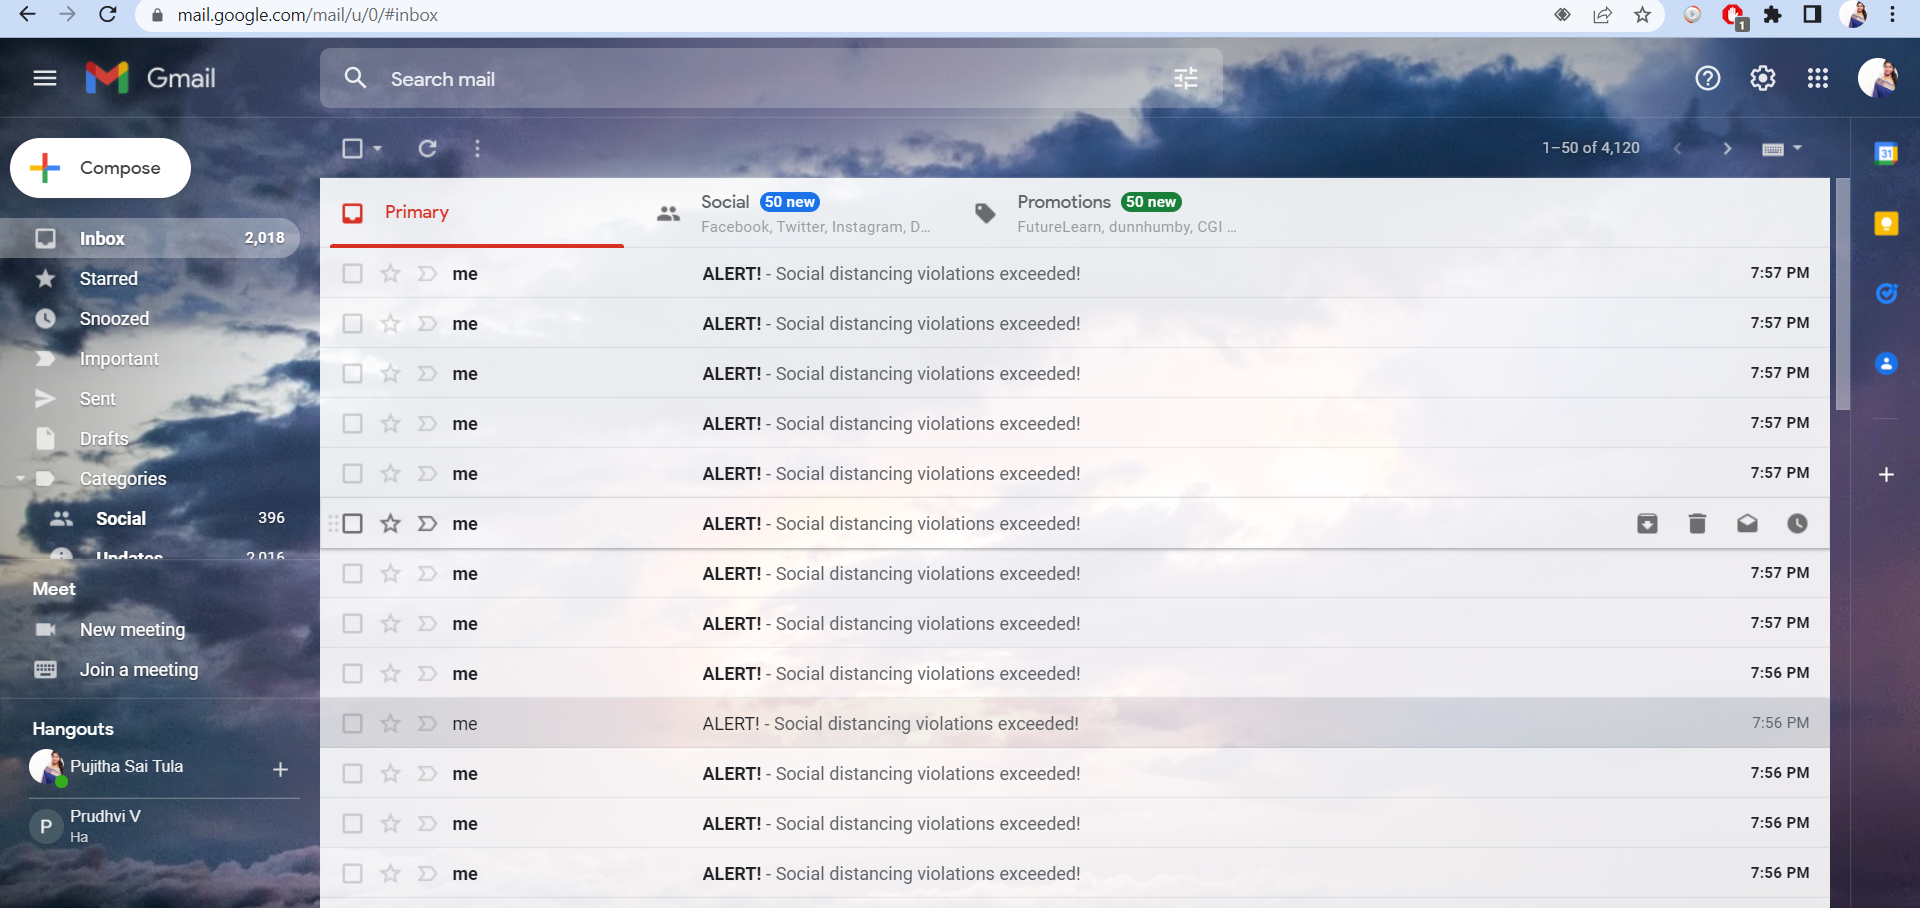 mail.google.com/mail/u/0/#inbox
1
Gmail
Search mail
Compose
1–50 of 4,120
31
Inbox 2,018
Starred
Snoozed
Important
Sent
Drafts
Categories
Social 396
Updates 2,016
Meet
New meeting
Join a meeting
Hangouts
Pujitha Sai Tula
P Prudhvi V
Ha
Primary
Social 50 new
Facebook, Twitter, Instagram, D...
Promotions 50 new
FutureLearn, dunnhumby, CGI ...
me ALERT! - Social distancing violations exceeded! 7:57 PM
me ALERT! - Social distancing violations exceeded! 7:57 PM
me ALERT! - Social distancing violations exceeded! 7:57 PM
me ALERT! - Social distancing violations exceeded! 7:57 PM
me ALERT! - Social distancing violations exceeded! 7:57 PM
me ALERT! - Social distancing violations exceeded!
me ALERT! - Social distancing violations exceeded! 7:57 PM
me ALERT! - Social distancing violations exceeded! 7:57 PM
me ALERT! - Social distancing violations exceeded! 7:56 PM
me ALERT! - Social distancing violations exceeded! 7:56 PM
me ALERT! - Social distancing violations exceeded! 7:56 PM
me ALERT! - Social distancing violations exceeded! 7:56 PM
me ALERT! - Social distancing violations exceeded! 7:56 PM